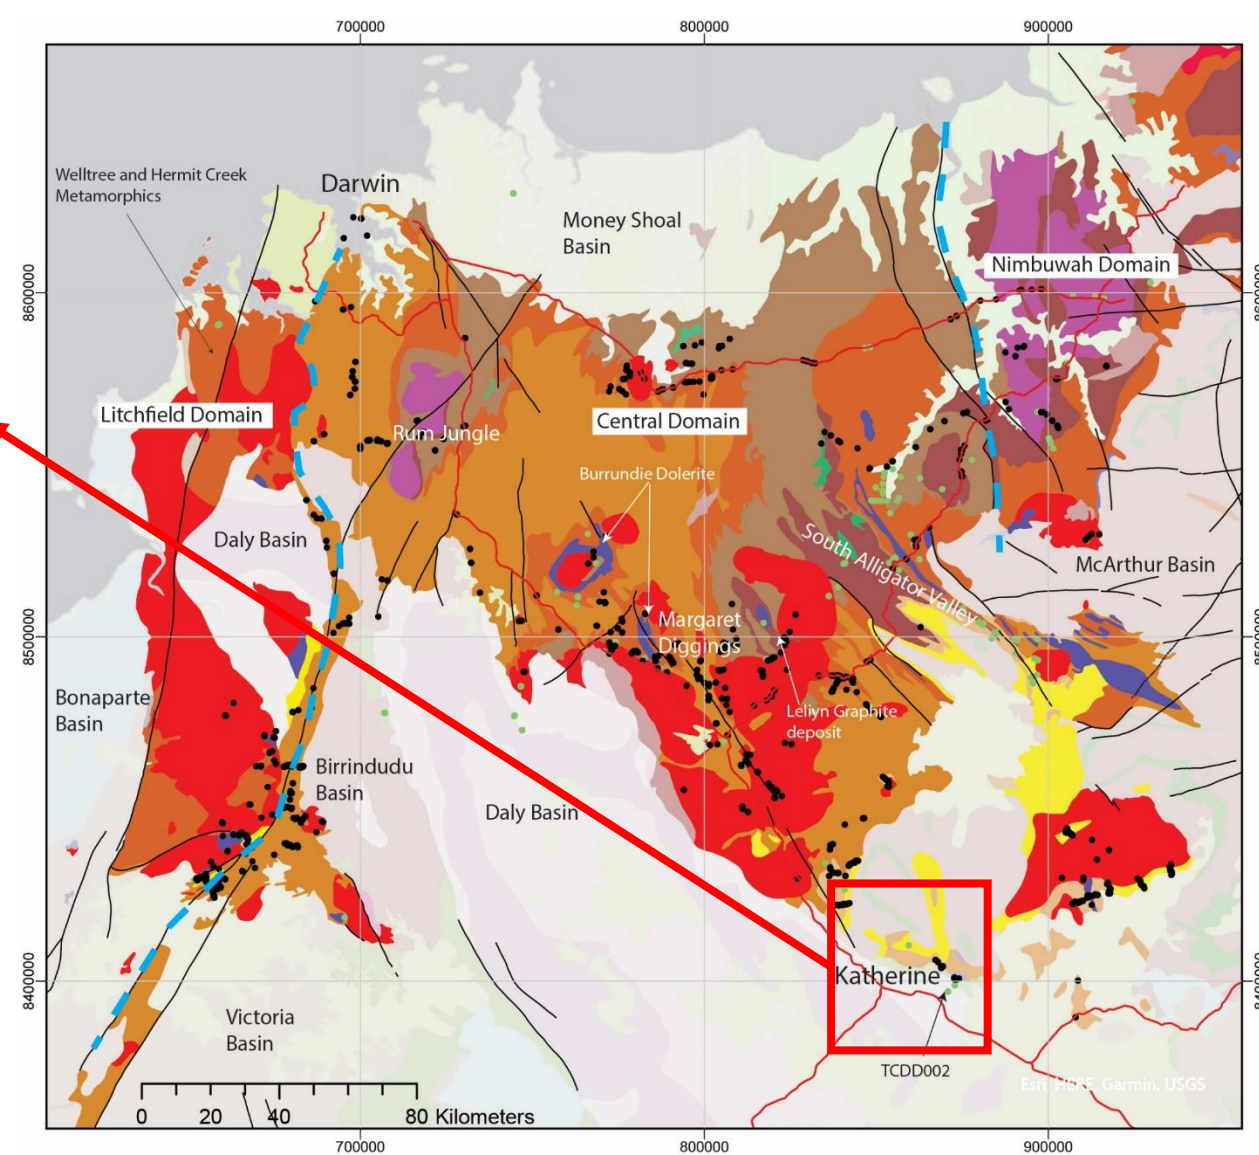 700000
800000
900000
Welltree and Hermit Creek
Metamorphics
Darwin
Money Shoal
Basin
Nimbuwah Domain
8600000
8600000
Litchfield Domain
Central Domain
Rum Jungle
Burrundie Dolerite
Daly Basin
South Alligator Valley
McArthur Basin
Margaret
Diggings
8500000
8500000
Bonaparte
Basin
Leliyn Graphite
deposit
Birrindudu
Basin
Daly Basin
Katherine
8400000
8400000
Victoria
Basin
TCDD002
Esri, HERE, Garmin, USGS
0 20 40 80 Kilometers
700000
800000
900000